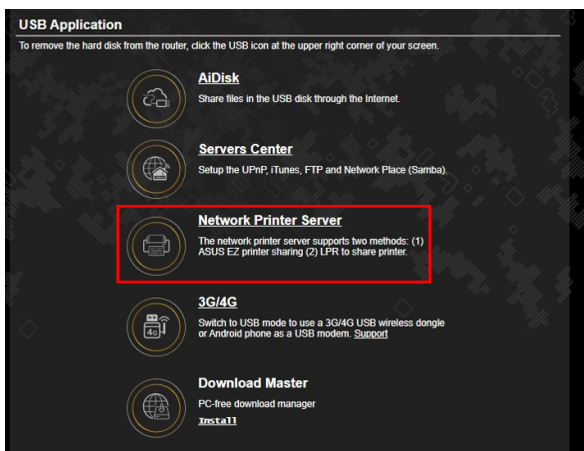 USB Application
To remove the hard disk from the router, click the USB icon at the upper right corner of your screen.
AiDisk
Share files in the USB disk through the Internet.
Servers Center
Setup the UPnP, iTunes, FTP and Network Place (Samba).
Network Printer Server
The network printer server supports two methods: (1)
ASUS EZ printer sharing (2) LPR to share printer.
3G/4G
4G
Switch to USB mode to use a 3G/4G USB wireless dongle
or Android phone as a USB modem. Support
Download Master
PC-free download manager
Install